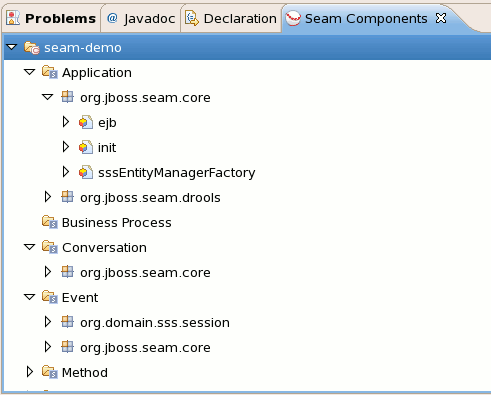 Problems @ Javadoc Declaration Seam Components
seam-demo
Application
org.jboss.seam.core
ejb
init
sssEntityManagerFactory
org.jboss.seam.drools
Business Process
Conversation
org.jboss.seam.core
Event
org.domain.sss.session
org.jboss.seam.core
Method